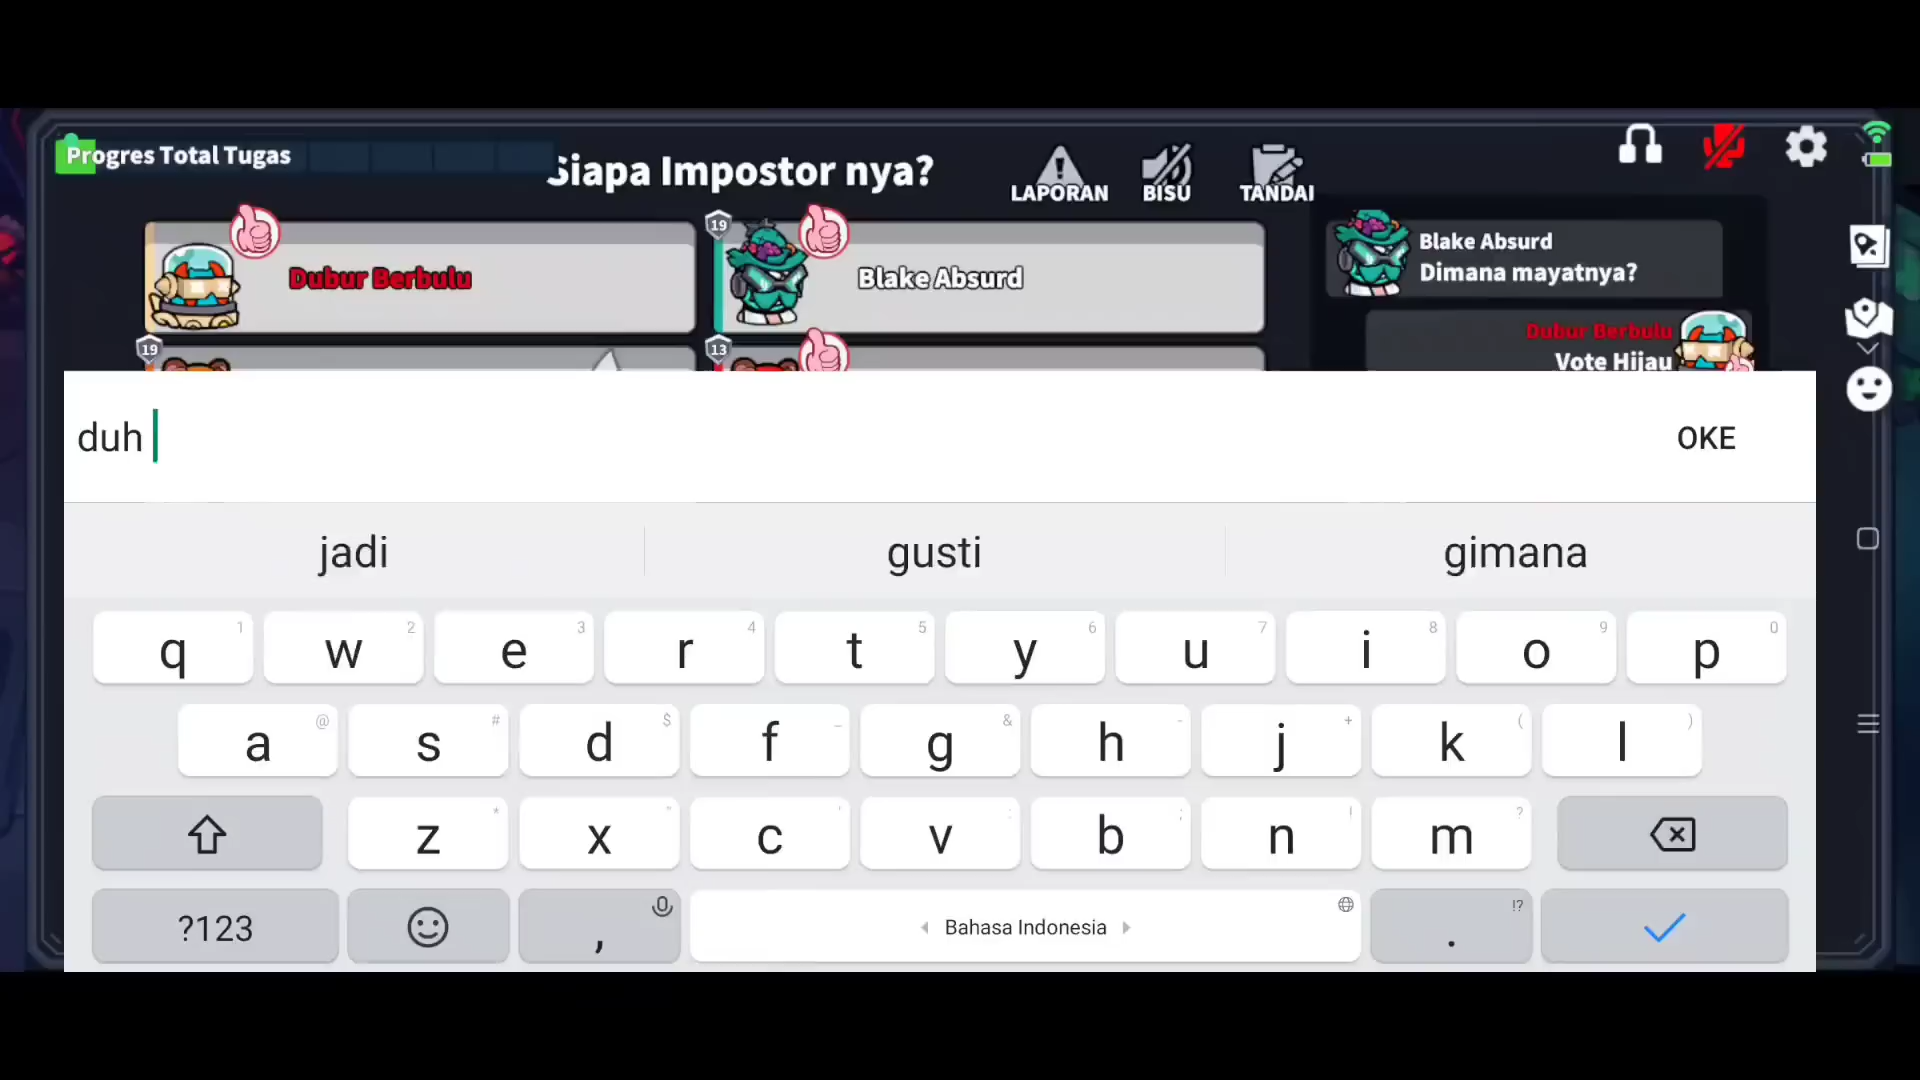 Progres Total Tugas
Siapa Impostor nya?
LAPORAN
BISU
TANDAI
Dubur Berbulu
19
Blake Absurd
19
13
Blake Absurd
Dimana mayatnya?
Dubur Berbulu
Vote Hijau
duh
OKE
jadi gusti gimana
q 1 w 2 e 3 r 4 t 5 y 6 u 7 i 8 o 9 p 0
a @ s # d $ f _ g & h - j + k ( l )
z * x " c ' v : b ; n ! m ?
?123 , Bahasa Indonesia . !?